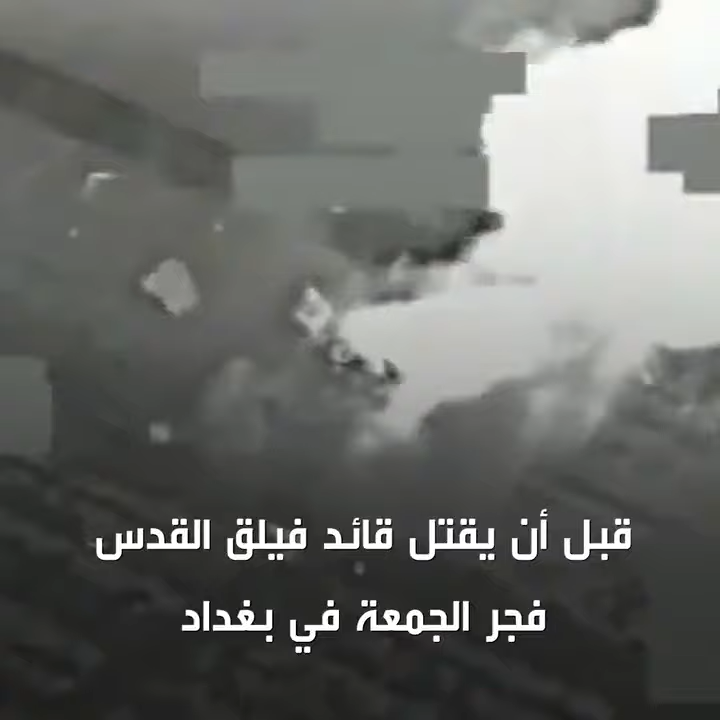 قبل أن يقتل قائد فيلق القدس
فجر الجمعة في بغداد